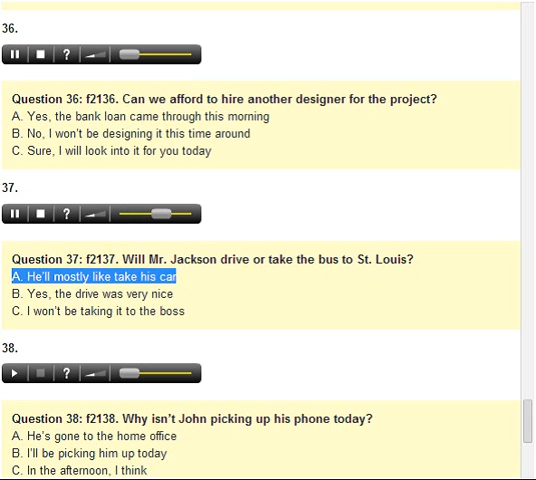 36.
?
Question 36: f2136. Can we afford to hire another designer for the project?
A. Yes, the bank loan came through this morning
B. No, I won't be designing it this time around
C. Sure, I will look into it for you today
37.
?
Question 37: f2137. Will Mr. Jackson drive or take the bus to St. Louis?
A. He'll mostly like take his car
B. Yes, the drive was very nice
C. I won't be taking it to the boss
38.
?
Question 38: f2138. Why isn't John picking up his phone today?
A. He's gone to the home office
B. I'll be picking him up today
C. In the afternoon, I think